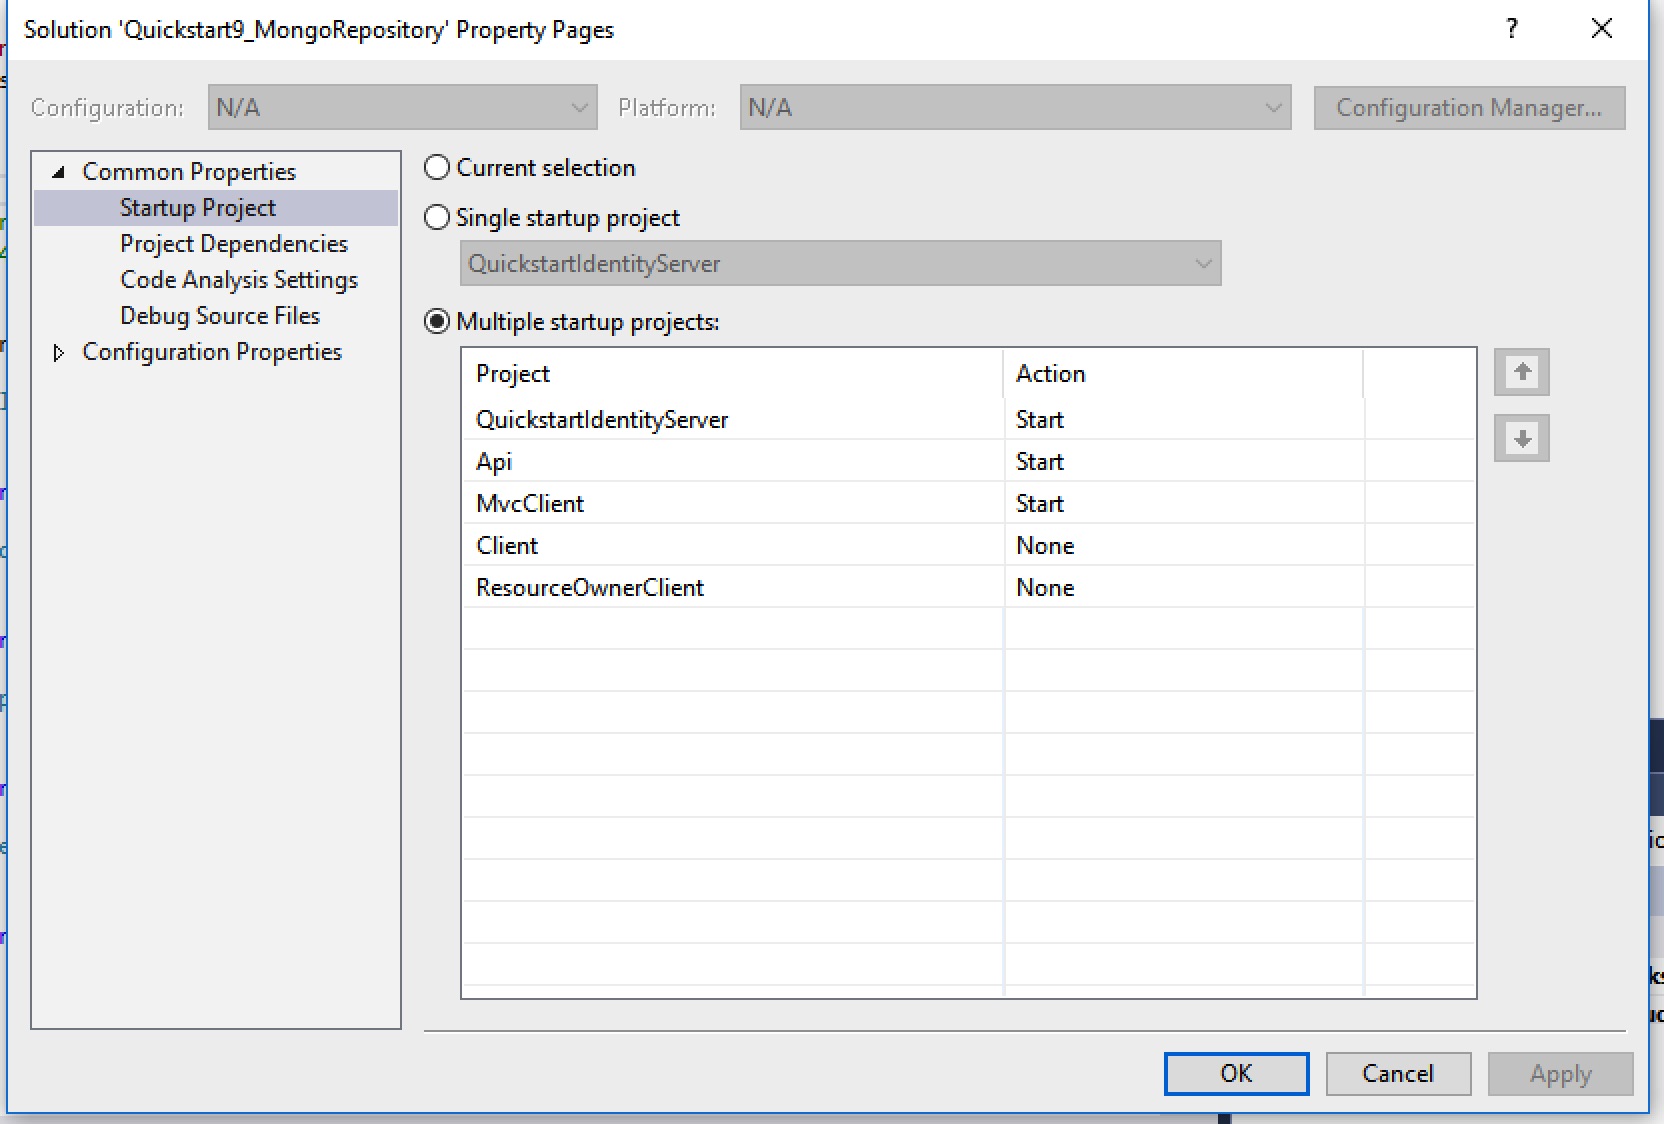 Solution 'Quickstart9_MongoRepository' Property Pages
?
Configuration: N/A Platform: N/A Configuration Manager...
Common Properties
Startup Project
Project Dependencies
Code Analysis Settings
Debug Source Files
Configuration Properties
Current selection
Single startup project
QuickstartIdentityServer
Multiple startup projects:
Project Action
QuickstartIdentityServer Start
Api Start
MvcClient Start
Client None
ResourceOwnerClient None
OK Cancel Apply